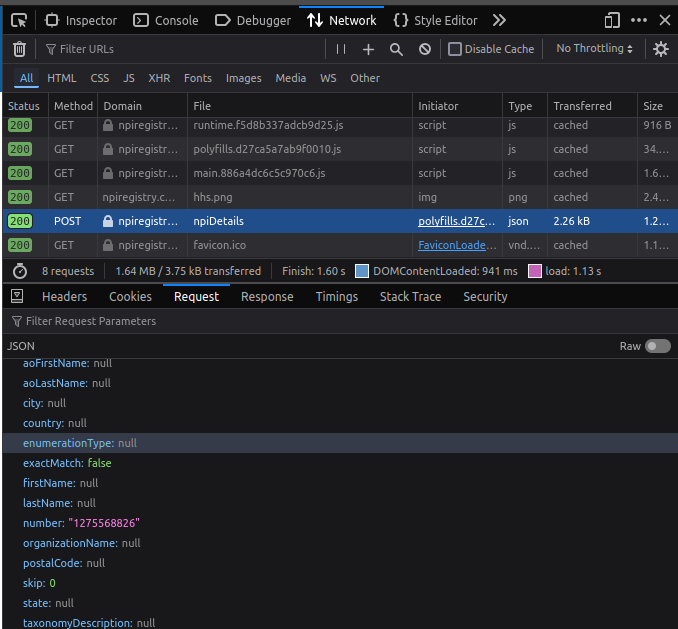 Inspector Console Debugger Network Style Editor
Filter URLs Disable Cache No Throttling
All HTML CSS JS XHR Fonts Images Media WS Other
Status Method Domain File Initiator Type Transferred Size
200 GET npiregistr… runtime.f5d8b337adcb9d25.js script js cached 916 B
200 GET npiregistr… polyfills.d27ca5a7ab9f0010.js script js cached 34.…
200 GET npiregistr… main.886a4dc6c5c970c6.js script js cached 1.6…
200 GET npiregistry.c… hhs.png img png cached 2.4…
200 POST npiregistr… npiDetails polyfills.d27c… json 2.26 kB 1.2…
200 GET npiregistr… favicon.ico FaviconLoade… vnd.… cached 1.1…
8 requests 1.64 MB / 3.75 kB transferred Finish: 1.60 s DOMContentLoaded: 941 ms load: 1.13 s
Headers Cookies Request Response Timings Stack Trace Security
Filter Request Parameters
JSON Raw
aoFirstName: null
aoLastName: null
city: null
country: null
enumerationType: null
exactMatch: false
firstName: null
lastName: null
number: "1275568826"
organizationName: null
postalCode: null
skip: 0
state: null
taxonomyDescription: null